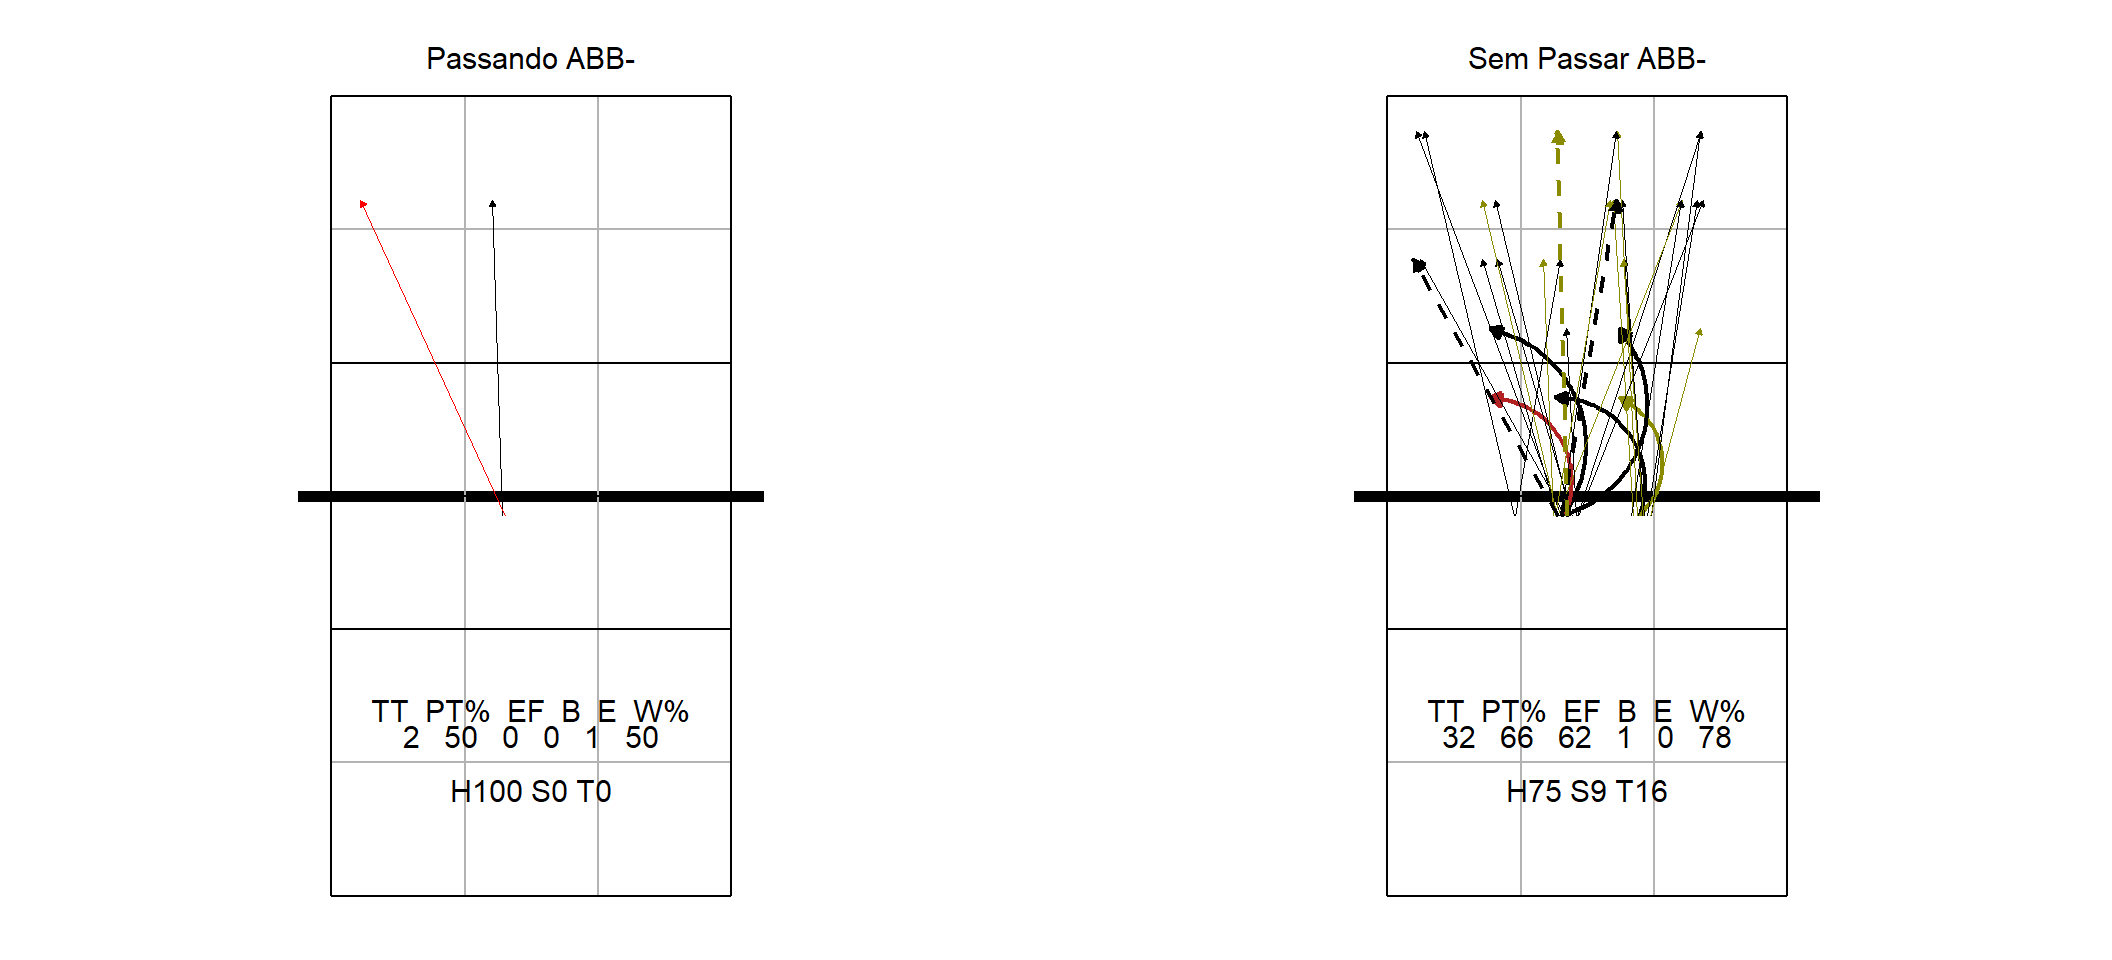 Passando ABB-
TT PT% EF B E W%
2 50 0 0 1 50
H100 S0 T0
Sem Passar ABB-
TT PT% EF B E W%
32 66 62 1 0 78
H75 S9 T16